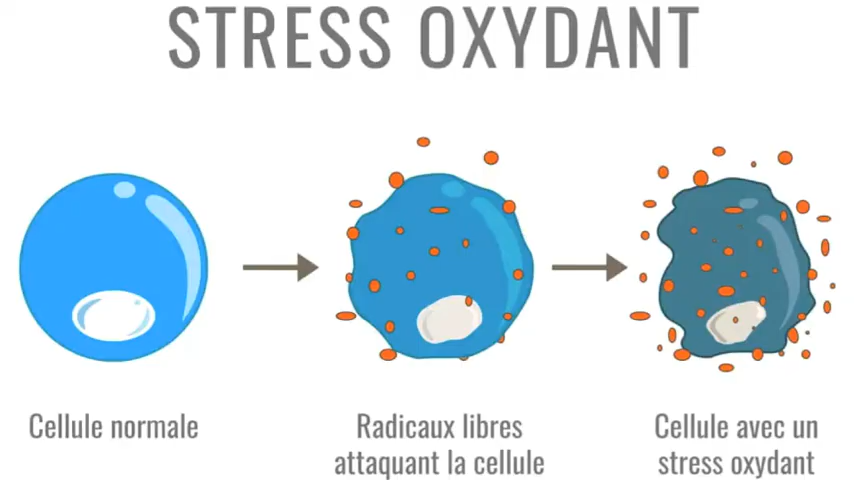 STRESS OXYDANT
Cellule normale
Radicaux libres
attaquant la cellule
Cellule avec un
stress oxydant